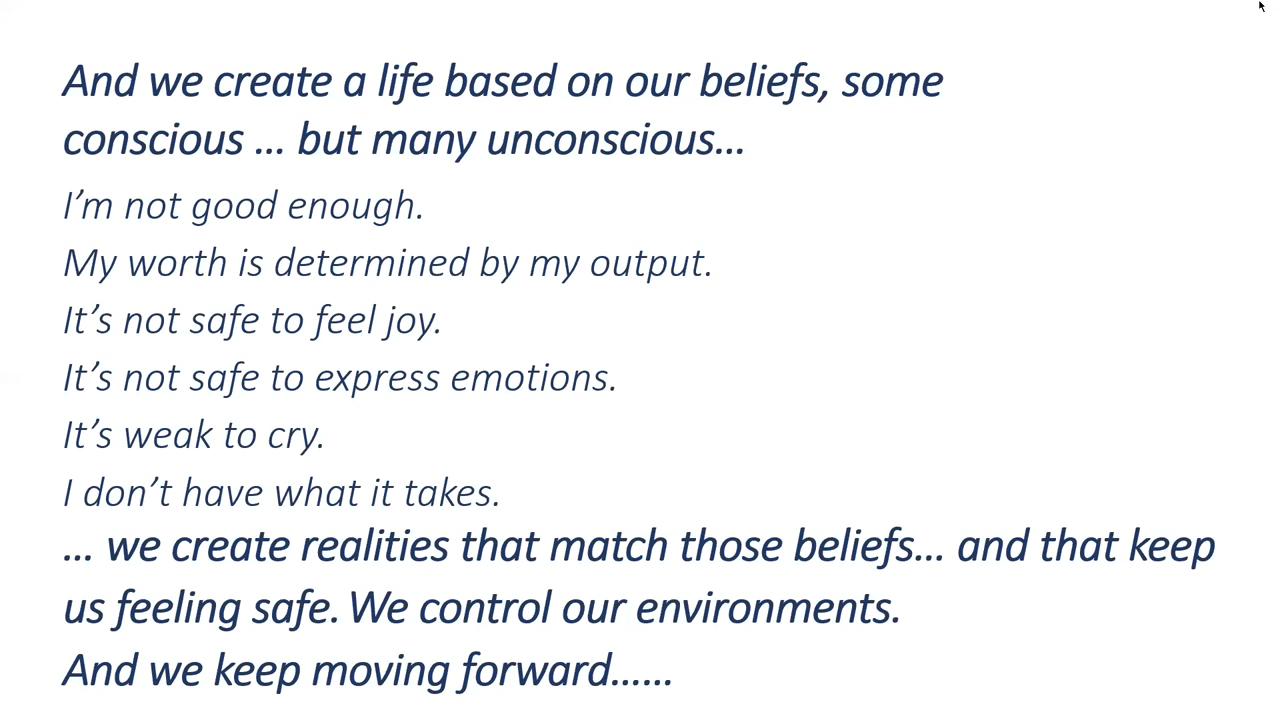 And we create a life based on our beliefs, some
conscious … but many unconscious…
I’m not good enough.
My worth is determined by my output.
It’s not safe to feel joy.
It’s not safe to express emotions.
It’s weak to cry.
I don’t have what it takes.
… we create realities that match those beliefs… and that keep
us feeling safe. We control our environments.
And we keep moving forward……